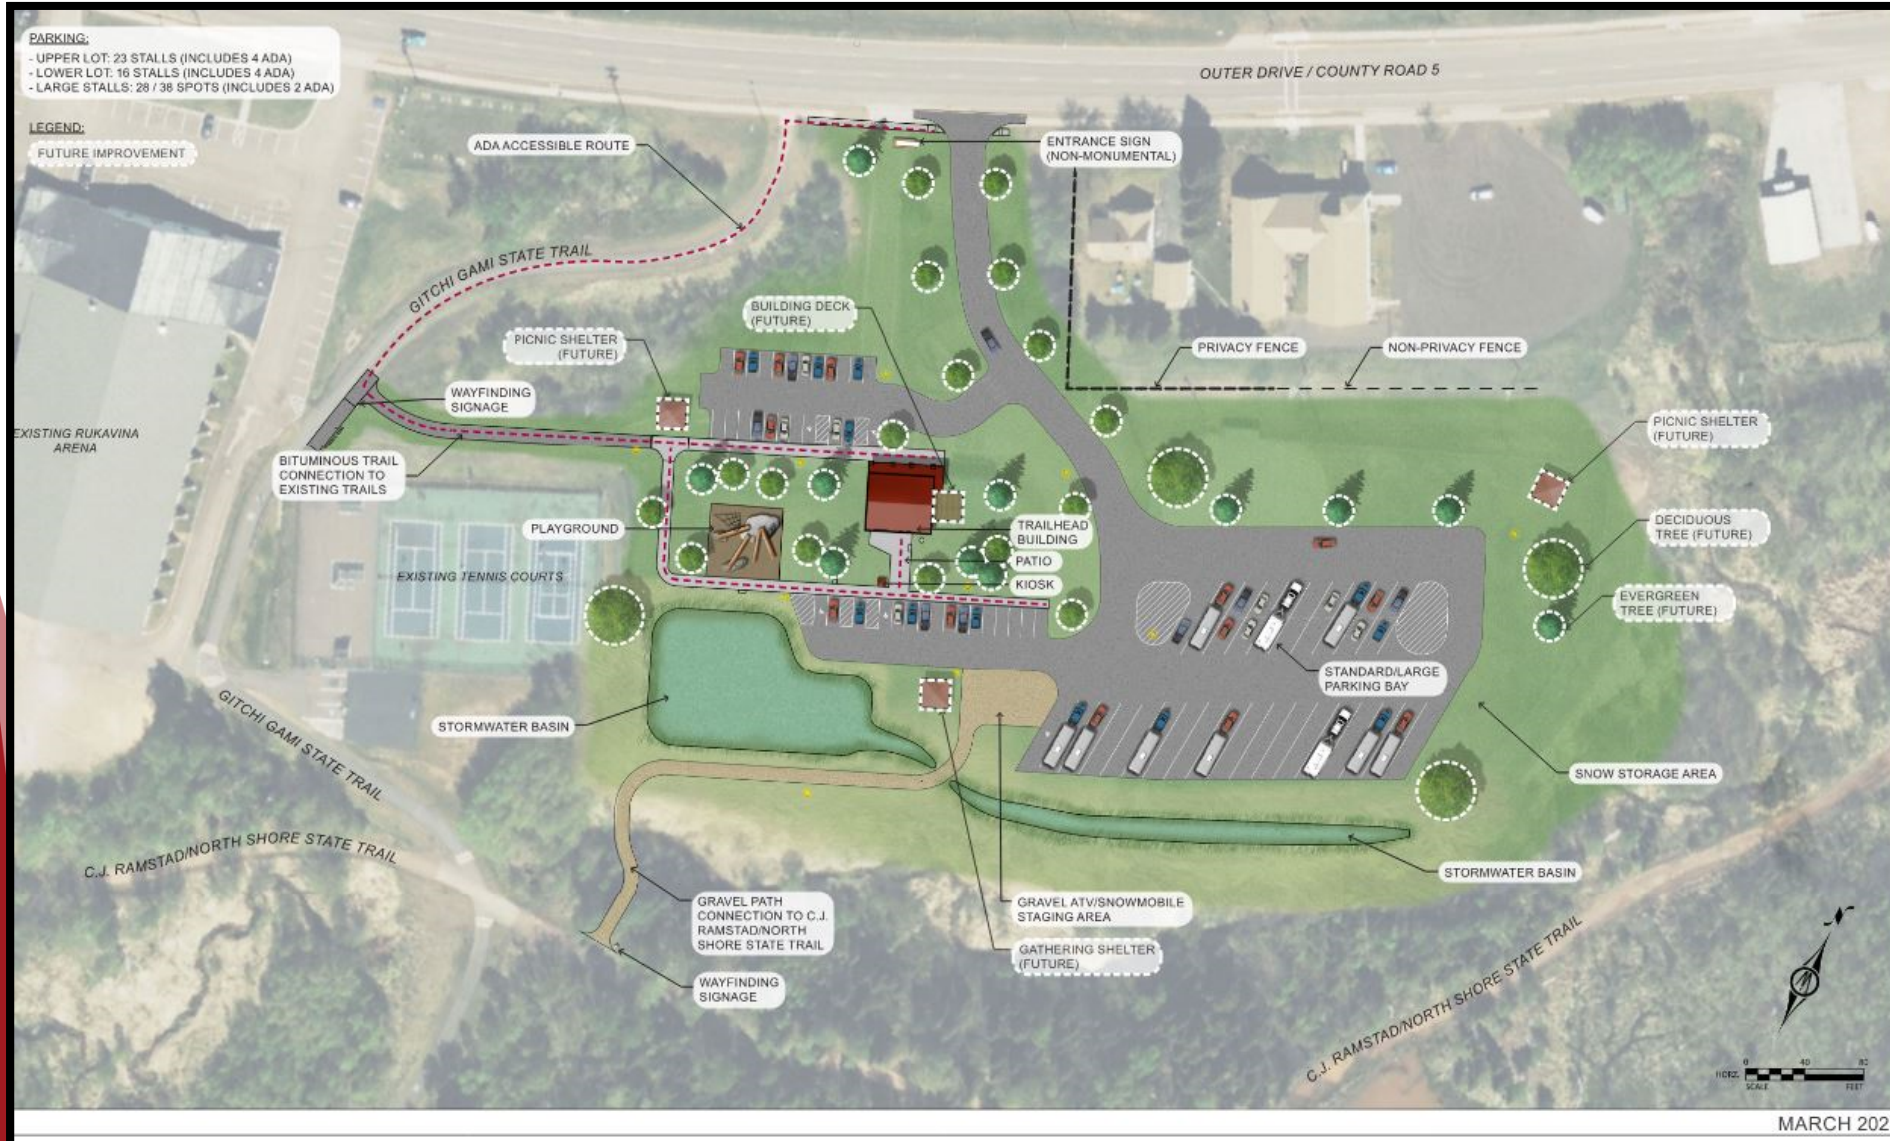 PARKING:
- UPPER LOT: 23 STALLS (INCLUDES 4 ADA)
- LOWER LOT: 16 STALLS (INCLUDES 4 ADA)
- LARGE STALLS: 28 / 38 SPOTS (INCLUDES 2 ADA)
LEGEND:
FUTURE IMPROVEMENT
OUTER DRIVE / COUNTY ROAD 5
ADA ACCESSIBLE ROUTE
ENTRANCE SIGN
(NON-MONUMENTAL)
GITCHI GAMI STATE TRAIL
BUILDING DECK
(FUTURE)
PICNIC SHELTER
(FUTURE)
PRIVACY FENCE
NON-PRIVACY FENCE
WAYFINDING
SIGNAGE
EXISTING RUKAVINA
ARENA
PICNIC SHELTER
(FUTURE)
BITUMINOUS TRAIL
CONNECTION TO
EXISTING TRAILS
PLAYGROUND
TRAILHEAD
BUILDING
DECIDUOUS
TREE (FUTURE)
PATIO
EXISTING TENNIS COURTS
KIOSK
EVERGREEN
TREE (FUTURE)
STANDARD/LARGE
PARKING BAY
STORMWATER BASIN
GITCHI GAMI STATE TRAIL
SNOW STORAGE AREA
C.J. RAMSTAD/NORTH SHORE STATE TRAIL
STORMWATER BASIN
GRAVEL PATH
CONNECTION TO C.J.
RAMSTAD/NORTH
SHORE STATE TRAIL
GRAVEL ATV/SNOWMOBILE
STAGING AREA
GATHERING SHELTER
(FUTURE)
WAYFINDING
SIGNAGE
C.J. RAMSTAD/NORTH SHORE STATE TRAIL
N
0 40 80
HORZ.
SCALE FEET
MARCH 202